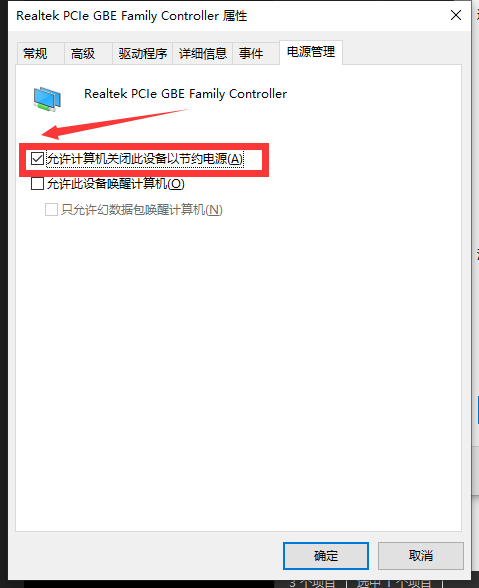 Realtek PCIe GBE Family Controller 属性
常规 高级 驱动程序 详细信息 事件 电源管理
Realtek PCIe GBE Family Controller
允许计算机关闭此设备以节约电源(A)
允许此设备唤醒计算机(O)
只允许幻数据包唤醒计算机(N)
确定 取消
3 个项目 选中 1 个项目